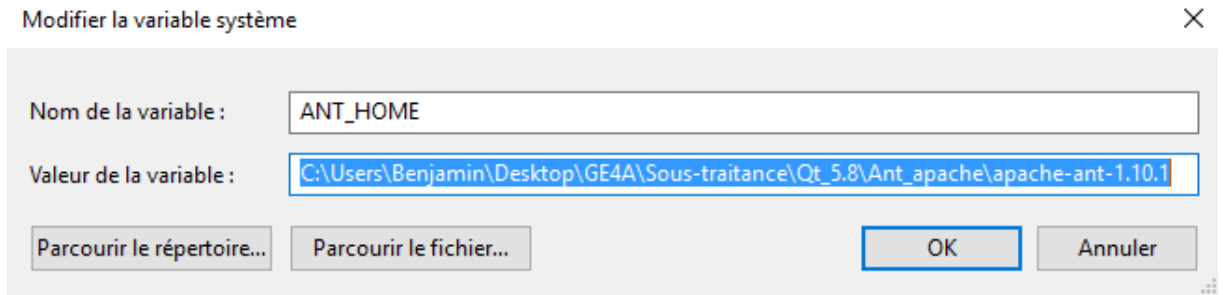 Modifier la variable système
Nom de la variable : ANT_HOME
Valeur de la variable : C:\Users\Benjamin\Desktop\GE4A\Sous-traitance\Qt_5.8\Ant_apache\apache-ant-1.10.1
Parcourir le répertoire... Parcourir le fichier... OK Annuler